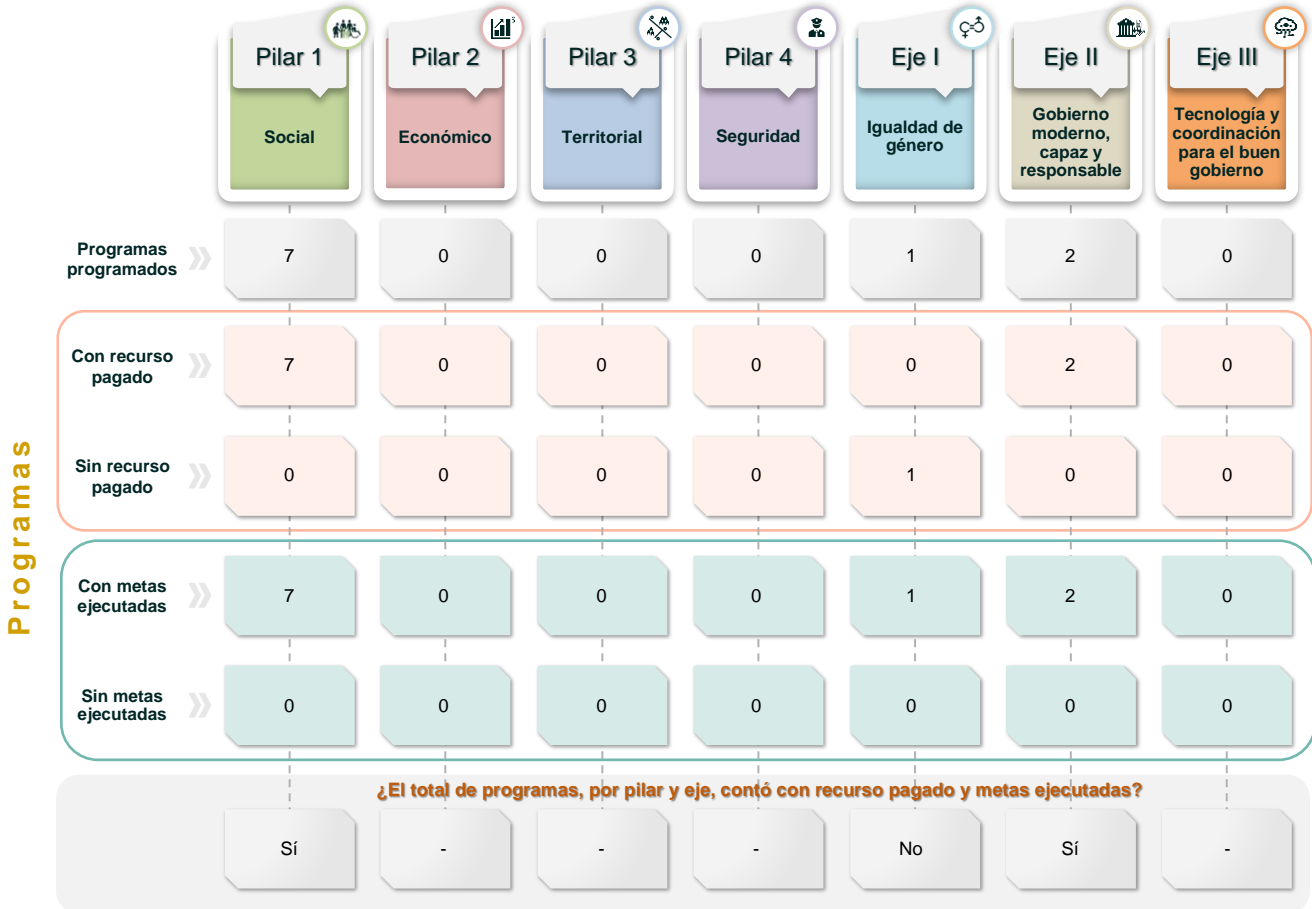 Pilar 1
Pilar 2
Pilar 3
Pilar 4
Eje I
Eje II
Eje III
Social
Económico
Territorial
Seguridad
Igualdad de
género
Gobierno
moderno,
capaz y
responsable
Tecnología y
coordinación
para el buen
gobierno
Programas
Programas
programados
7
0
0
0
1
2
0
Con recurso
pagado
7
0
0
0
0
2
0
Sin recurso
pagado
0
0
0
0
1
0
0
Con metas
ejecutadas
7
0
0
0
1
2
0
Sin metas
ejecutadas
0
0
0
0
0
0
0
¿El total de programas, por pilar y eje, contó con recurso pagado y metas ejecutadas?
Sí
-
-
-
No
Sí
-